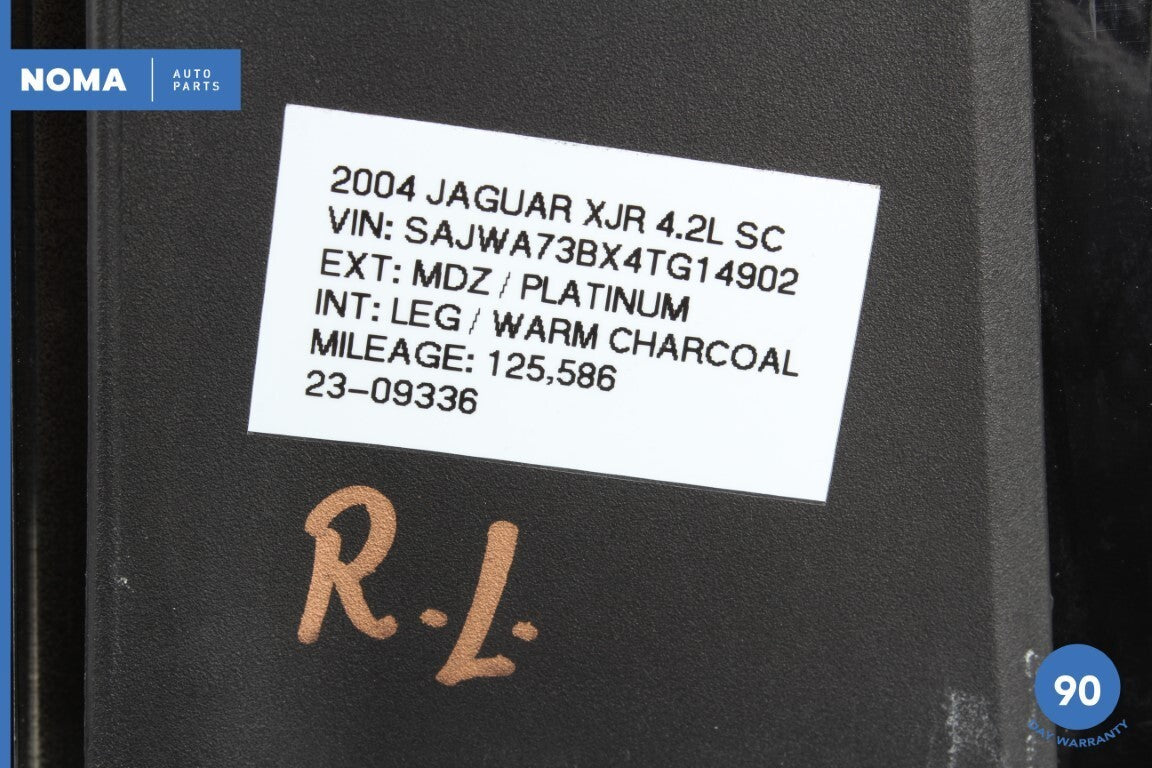 NOMA AUTO PARTS
2004 JAGUAR XJR 4.2L SC
VIN: SAJWA73BX4TG14902
EXT: MDZ / PLATINUM
INT: LEG / WARM CHARCOAL
MILEAGE: 125,586
23-09336
R.L.
90
DAY WARRANTY